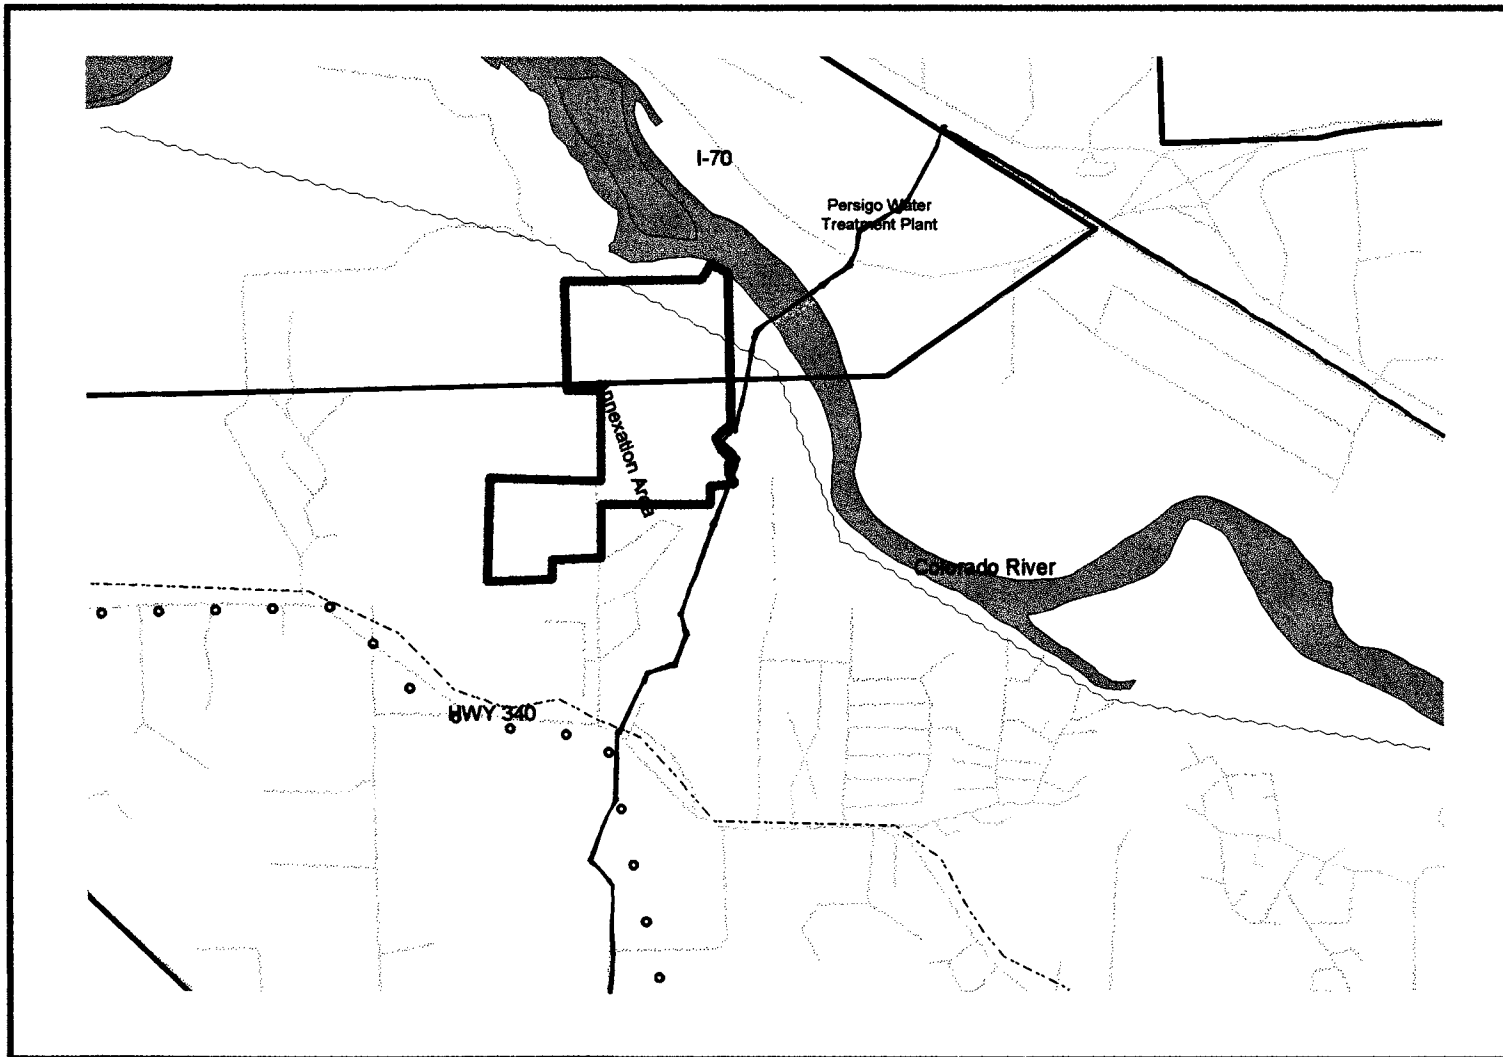 I-70
Persigo Water
Treatment Plant
Annexation Area
Colorado River
HWY 340